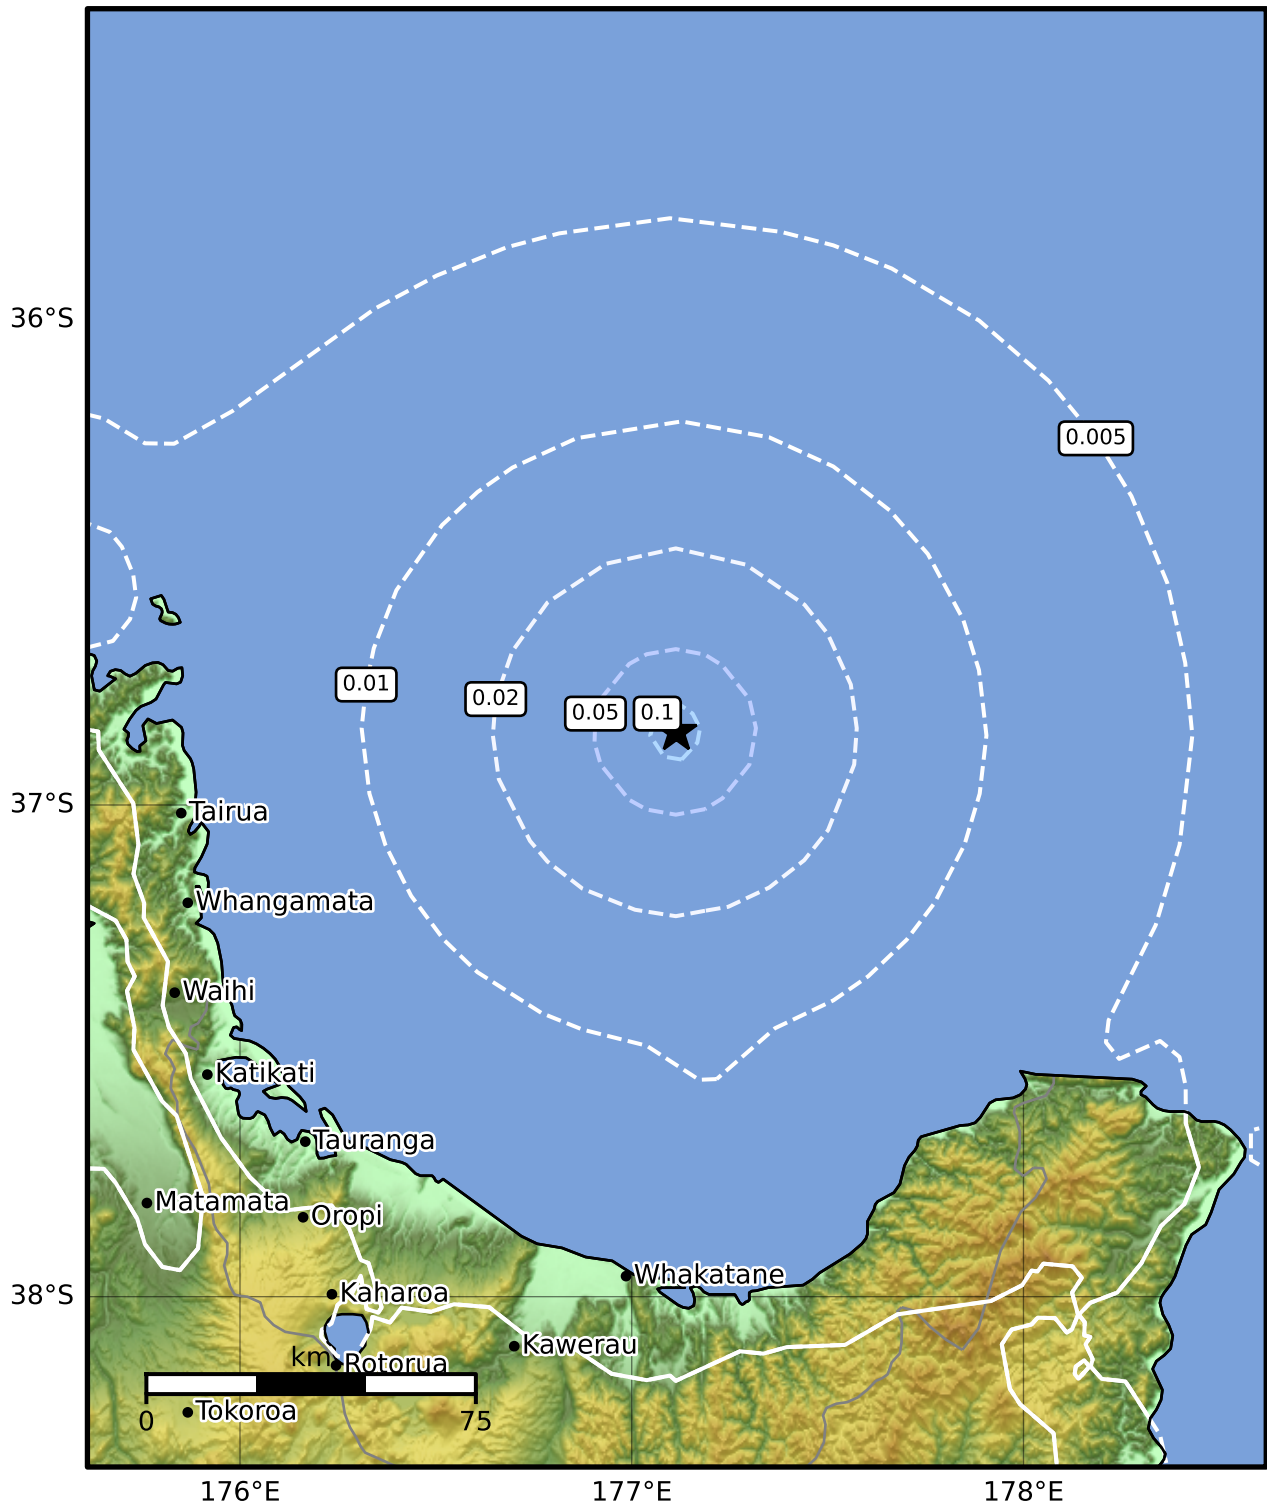 36°S
0.005
0.01
0.02
0.05
0.1
37°S
Tairua
Whangamata
Waihi
Katikati
Tauranga
Matamata
Oropi
Whakatane
Kaharoa
38°S
Kawerau
km
Rotorua
0
75
Tokoroa
176°E
177°E
178°E